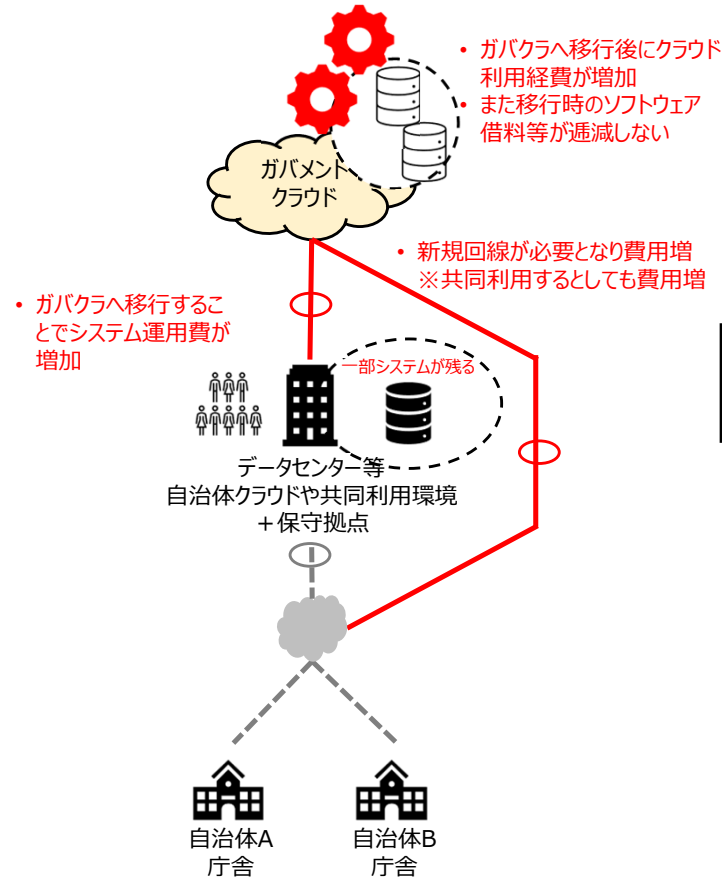 • ガバクラへ移行後にクラウド
利用経費が増加
• また移行時のソフトウェア
借料等が逓減しない
ガバメント
クラウド
• 新規回線が必要となり費用増
※共同利用するとしても費用増
• ガバクラへ移行するこ
とでシステム運用費が
増加
一部システムが残る
データセンター等
自治体クラウドや共同利用環境
＋保守拠点
自治体A
庁舎
自治体B
庁舎